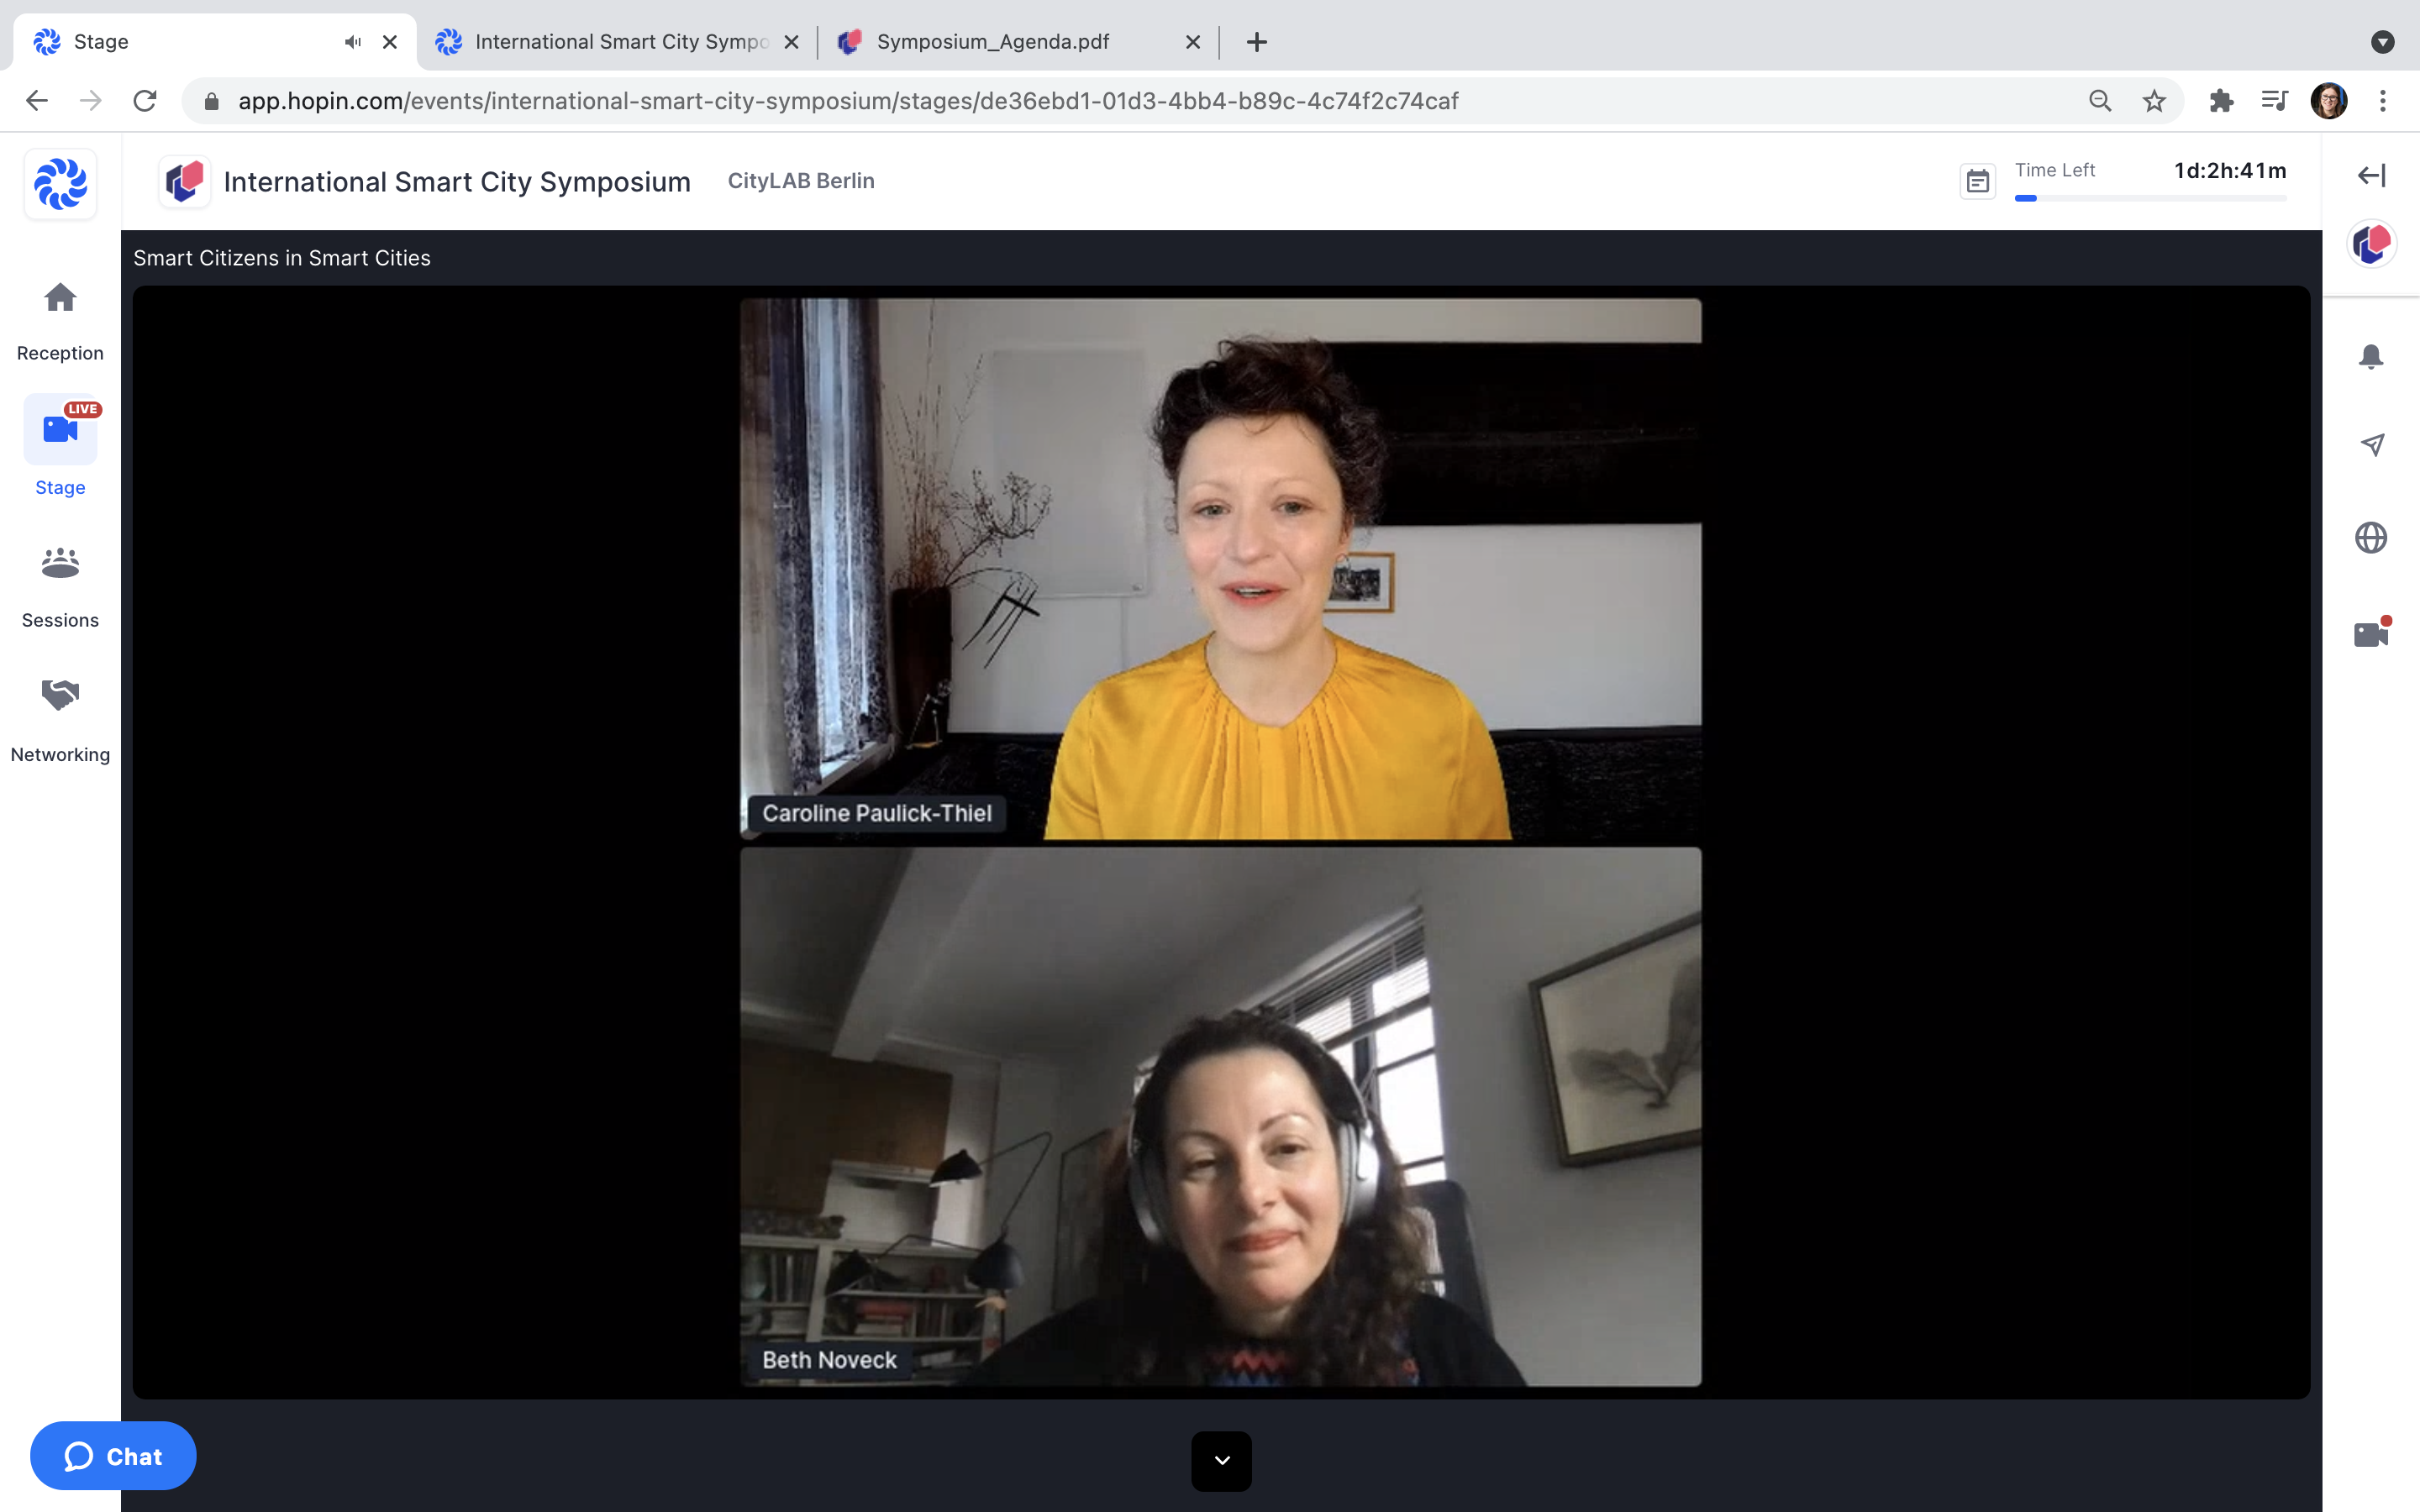 Stage
International Smart City Sympo
Symposium_Agenda.pdf
app.hopin.com/events/international-smart-city-symposium/stages/de36ebd1-01d3-4bb4-b89c-4c74f2c74caf
International Smart City Symposium
CityLAB Berlin
Time Left
1d:2h:41m
Smart Citizens in Smart Cities
Reception
LIVE
Stage
Sessions
Networking
Caroline Paulick-Thiel
Beth Noveck
Chat